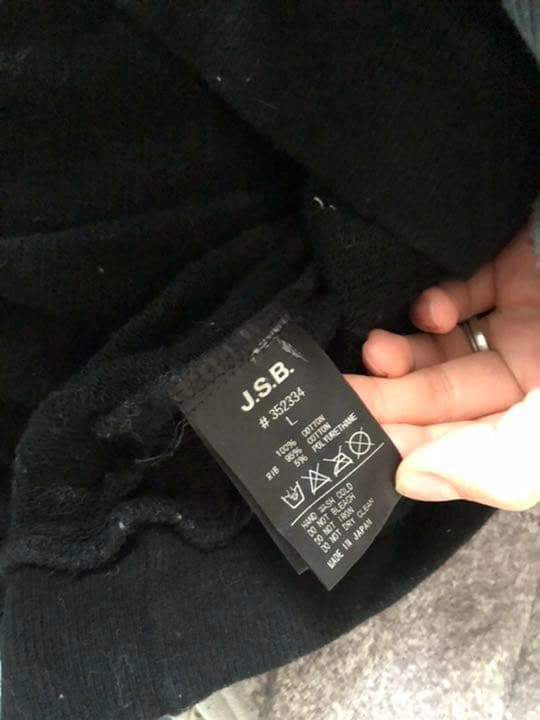 J.S.B.
# 352334
L
100% COTTON
RIB 95% COTTON
5% POLYURETHANE
HAND WASH COLD
DO NOT BLEACH
DO NOT IRON
DO NOT DRY CLEAN
MADE IN JAPAN